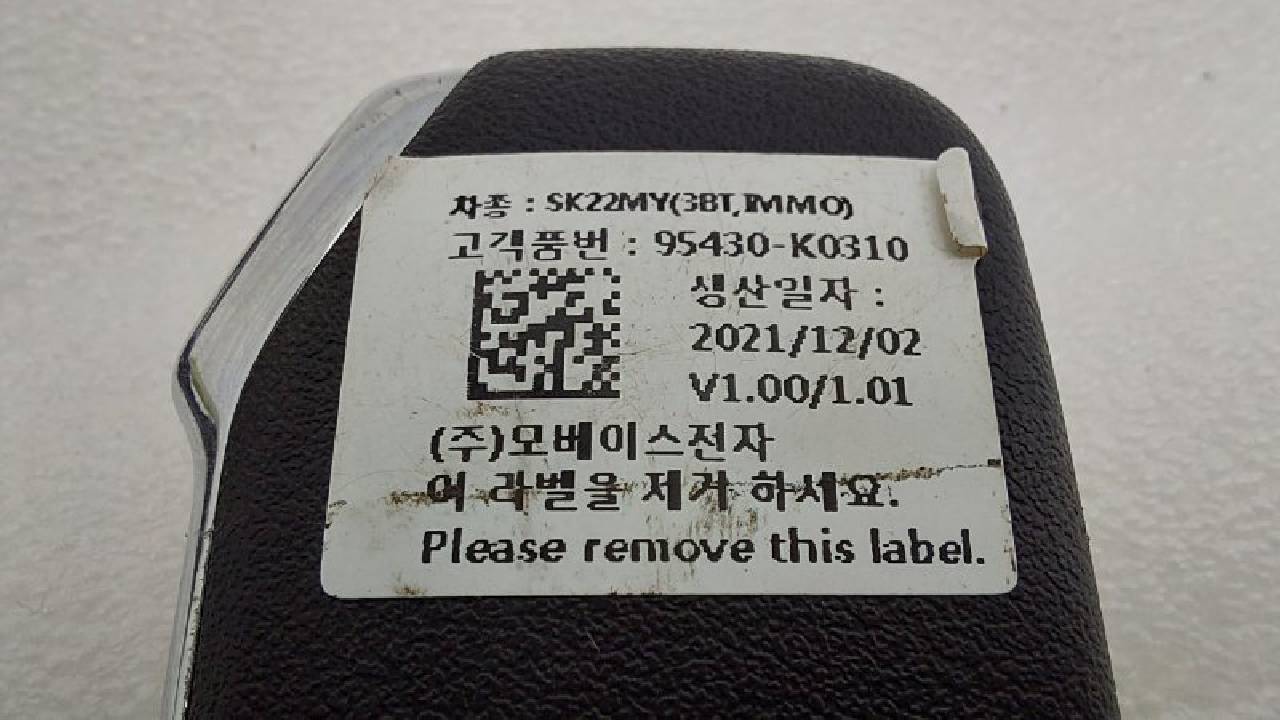 차종 : SK22MY(3BT,IMMO)
고객품번 : 95430-K0310
생산일자 :
2021/12/02
V1.00/1.01
(주)모베이스전자
이 라벨을 제거 하세요.
Please remove this label.